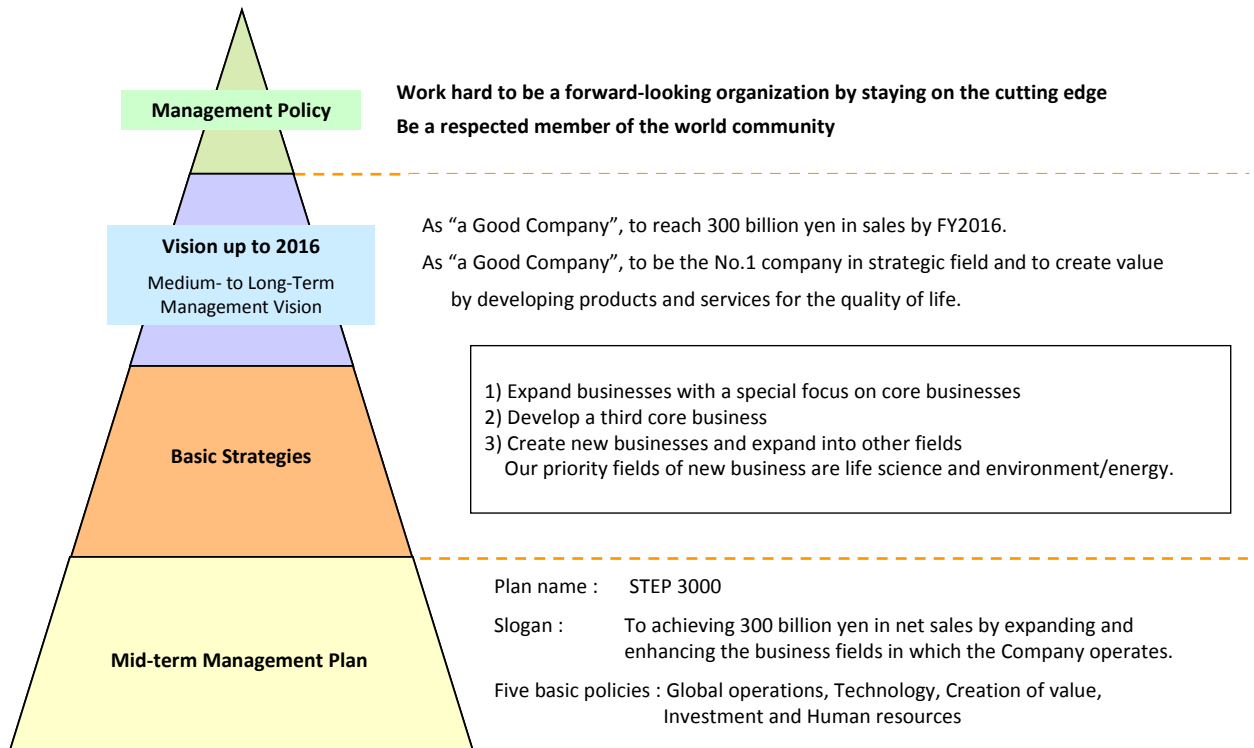 Management Policy
Work hard to be a forward-looking organization by staying on the cutting edge
Be a respected member of the world community
Vision up to 2016
Medium- to Long-Term
Management Vision
As “a Good Company”, to reach 300 billion yen in sales by FY2016.
As “a Good Company”, to be the No.1 company in strategic field and to create value
by developing products and services for the quality of life.
Basic Strategies
1) Expand businesses with a special focus on core businesses
2) Develop a third core business
3) Create new businesses and expand into other fields
Our priority fields of new business are life science and environment/energy.
Mid-term Management Plan
Plan name : STEP 3000
Slogan : To achieving 300 billion yen in net sales by expanding and
enhancing the business fields in which the Company operates.
Five basic policies : Global operations, Technology, Creation of value,
Investment and Human resources